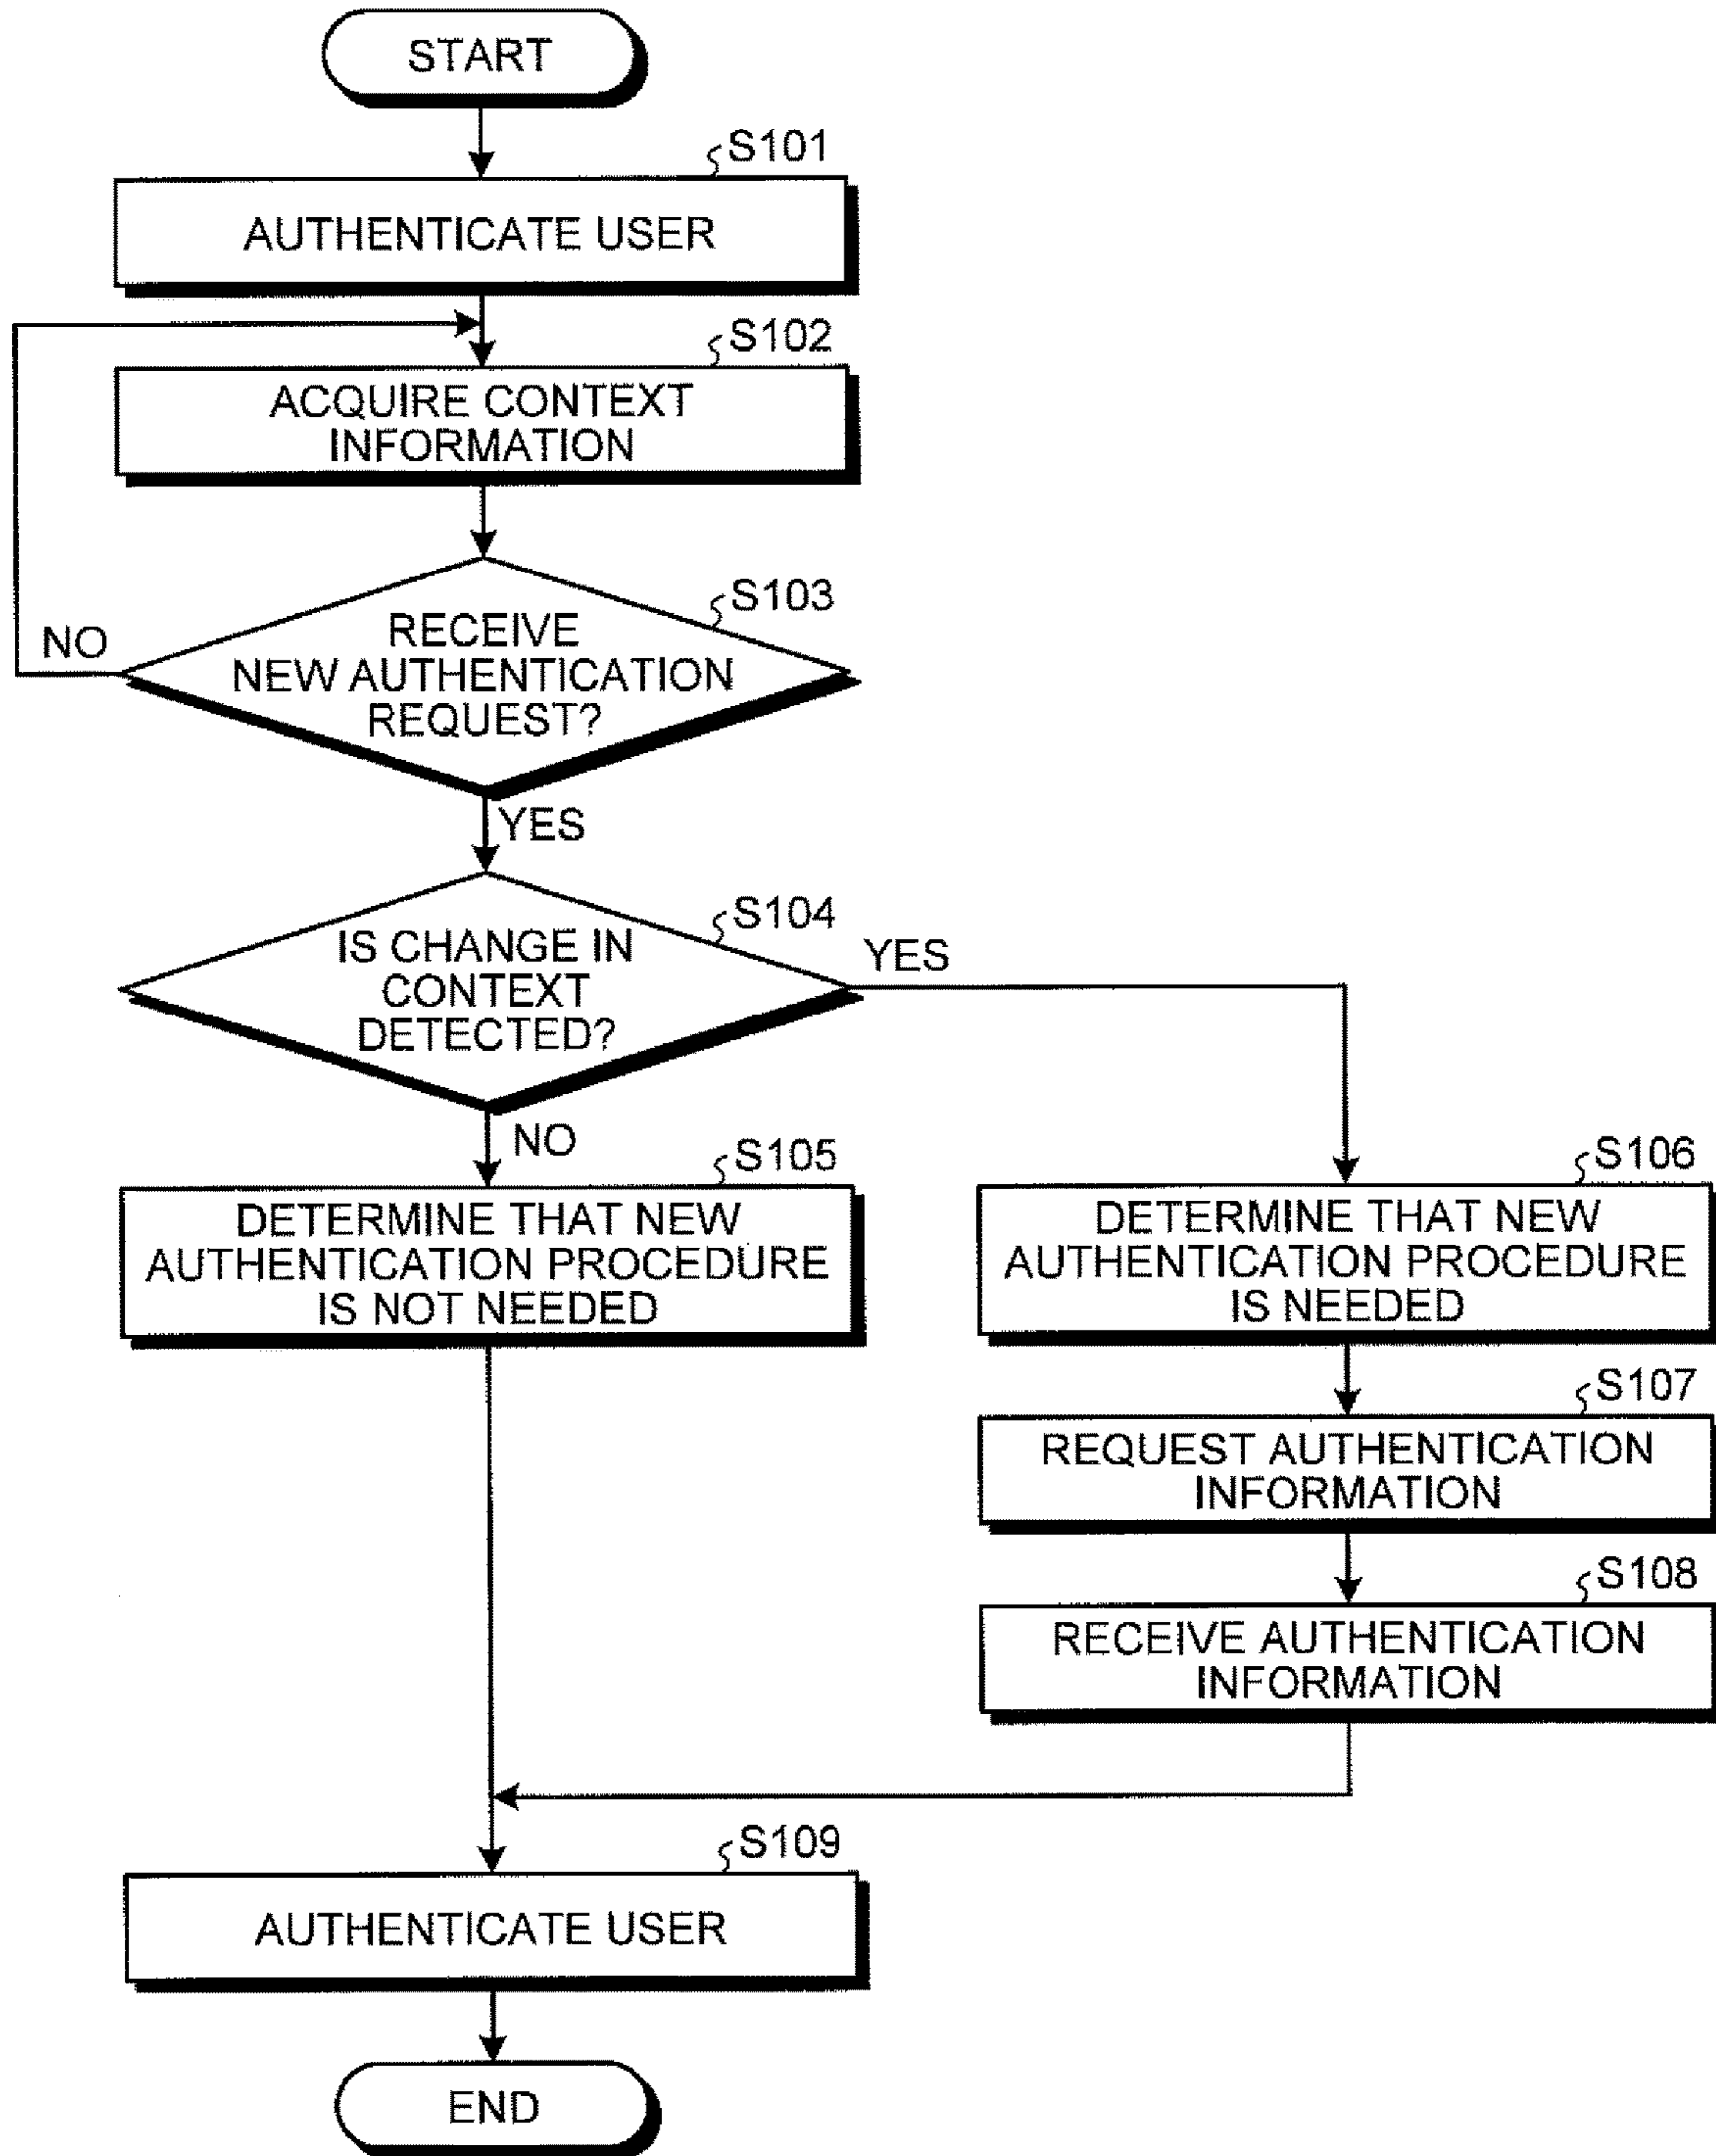 START
S101
AUTHENTICATE USER
S102
ACQUIRE CONTEXT
INFORMATION
S103
RECEIVE
NEW AUTHENTICATION
REQUEST?
NO
YES
S104
IS CHANGE IN
CONTEXT
DETECTED?
YES
NO
S105
DETERMINE THAT NEW
AUTHENTICATION PROCEDURE
IS NOT NEEDED
S106
DETERMINE THAT NEW
AUTHENTICATION PROCEDURE
IS NEEDED
S107
REQUEST AUTHENTICATION
INFORMATION
S108
RECEIVE AUTHENTICATION
INFORMATION
S109
AUTHENTICATE USER
END